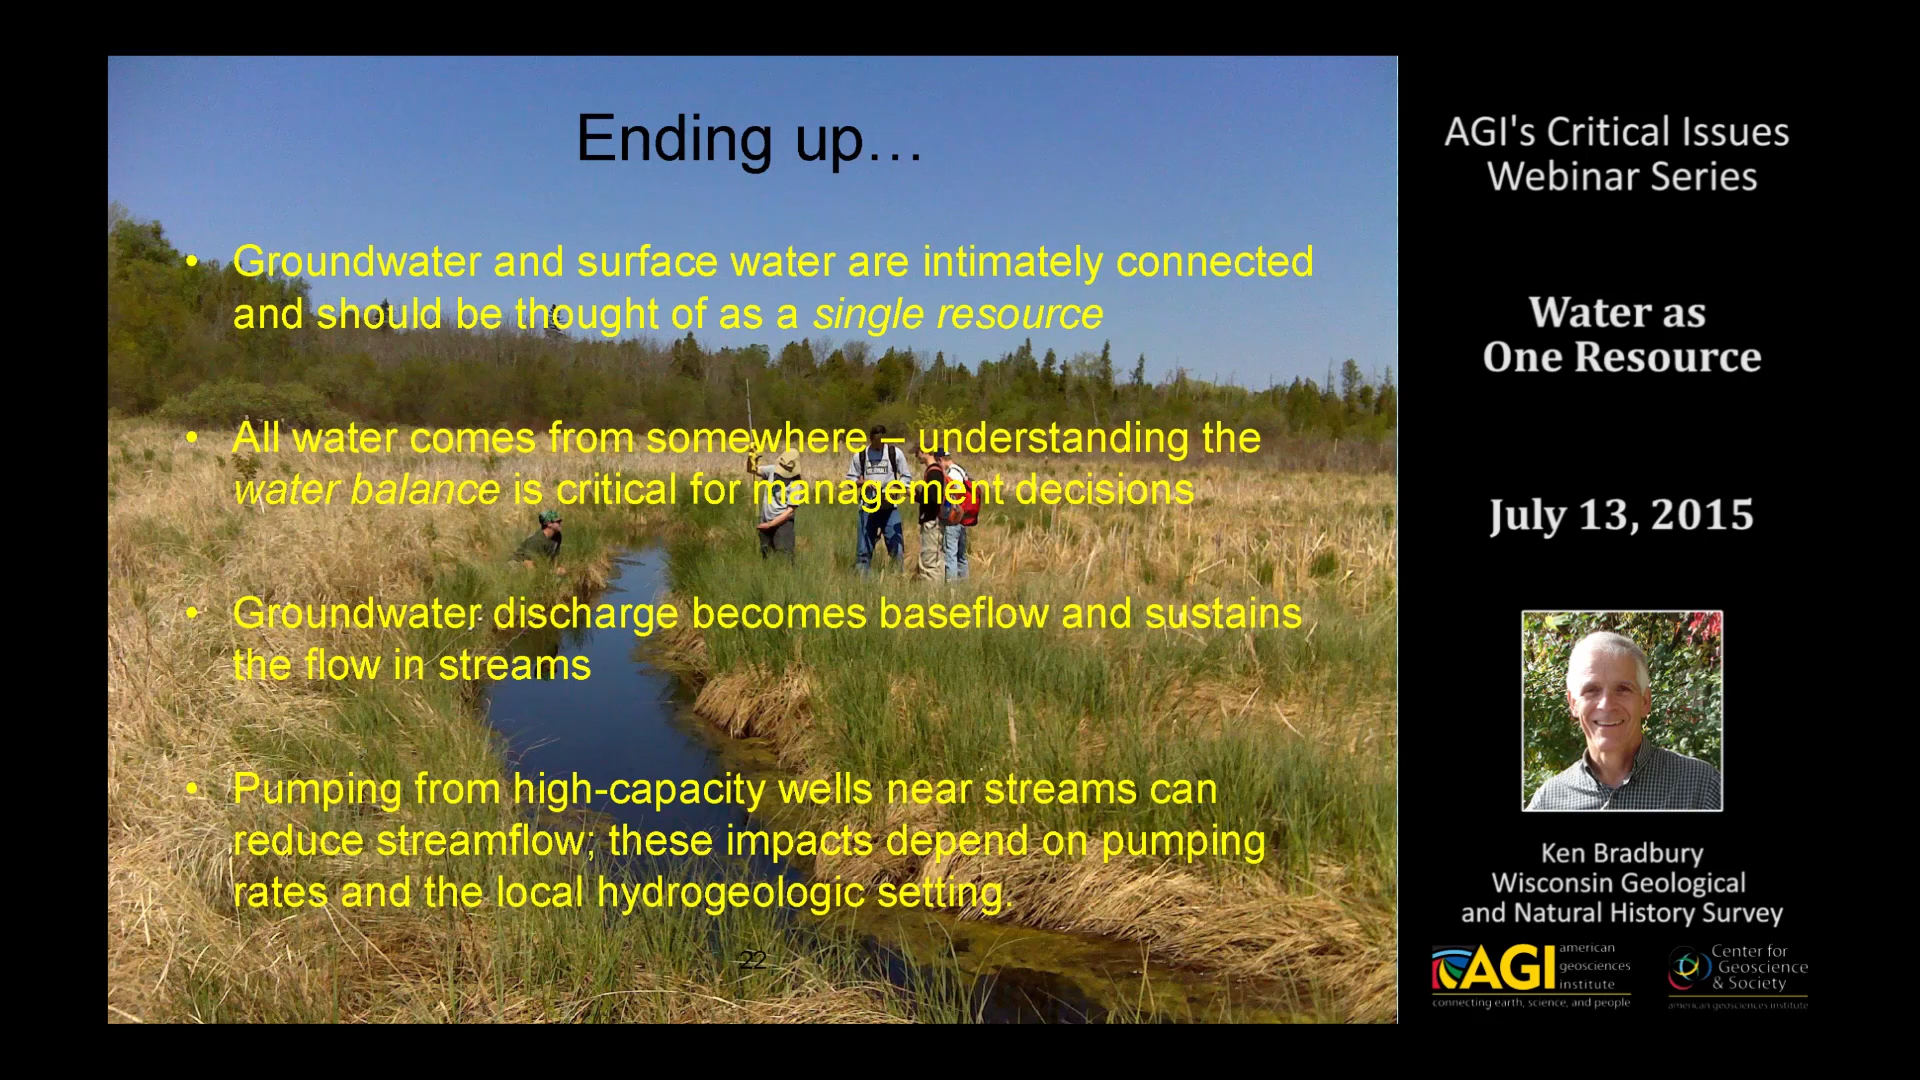 Ending up…
• Groundwater and surface water are intimately connected
and should be thought of as a single resource
• All water comes from somewhere – understanding the
water balance is critical for management decisions
• Groundwater discharge becomes baseflow and sustains
the flow in streams
• Pumping from high-capacity wells near streams can
reduce streamflow; these impacts depend on pumping
rates and the local hydrogeologic setting.
22
AGI's Critical Issues
Webinar Series
Water as
One Resource
July 13, 2015
Ken Bradbury
Wisconsin Geological
and Natural History Survey
AGI
american
geosciences
institute
connecting earth, science, and people
Center for
Geoscience
& Society
american geosciences institute